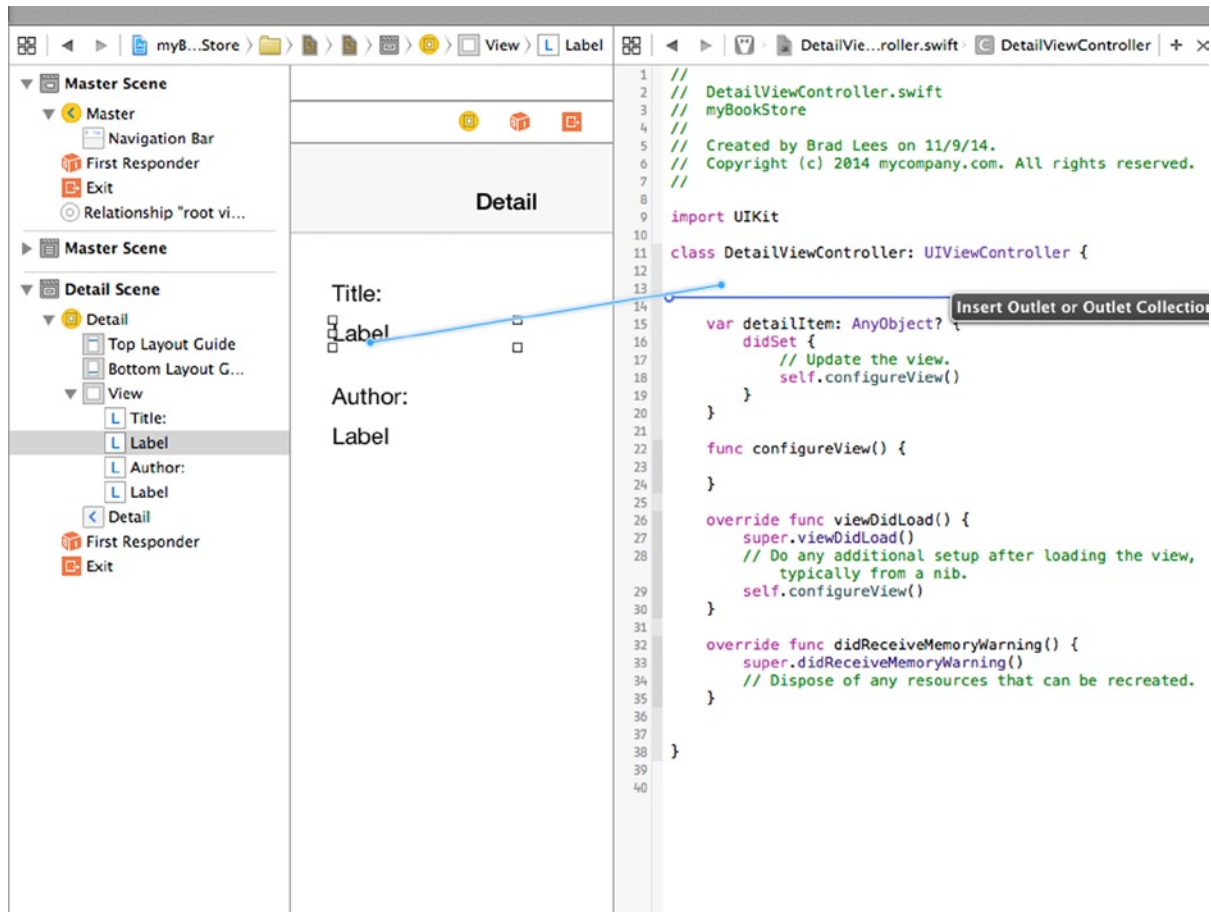 myB...Store View L Label
DetailVie...roller.swift C DetailViewController
Master Scene
Master
Navigation Bar
First Responder
Exit
Relationship "root vi...
Master Scene
Detail Scene
Detail
Top Layout Guide
Bottom Layout G...
View
L Title:
L Label
L Author:
L Label
Detail
First Responder
Exit
Detail
Title:
Label
Author:
Label
1 //
2 // DetailViewController.swift
3 // myBookStore
4 //
5 // Created by Brad Lees on 11/9/14.
6 // Copyright (c) 2014 mycompany.com. All rights reserved.
7 //
8
9 import UIKit
10
11 class DetailViewController: UIViewController {
12
13
Insert Outlet or Outlet Collection
14
15 var detailItem: AnyObject? {
16 didSet {
17 // Update the view.
18 self.configureView()
19 }
20 }
21
22 func configureView() {
23
24 }
25
26 override func viewDidLoad() {
27 super.viewDidLoad()
28 // Do any additional setup after loading the view,
typically from a nib.
29 self.configureView()
30 }
31
32 override func didReceiveMemoryWarning() {
33 super.didReceiveMemoryWarning()
34 // Dispose of any resources that can be recreated.
35 }
36
37
38 }
39
40